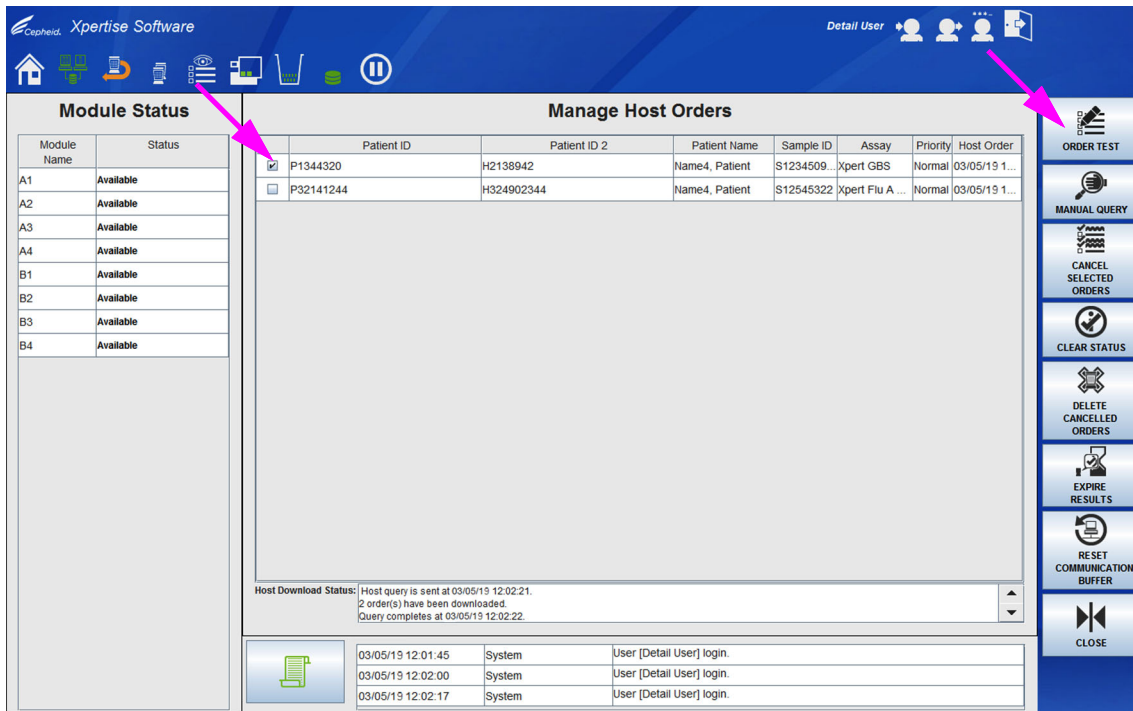 Cepheid. Xpertise Software
Detail User
Module Status
Module Name
Status
A1 Available
A2 Available
A3 Available
A4 Available
B1 Available
B2 Available
B3 Available
B4 Available
Manage Host Orders
Patient ID Patient ID 2 Patient Name Sample ID Assay Priority Host Order
P1344320 H2138942 Name4, Patient S1234509... Xpert GBS Normal 03/05/19 1...
P32141244 H324902344 Name4, Patient S12545322 Xpert Flu A ... Normal 03/05/19 1...
Host Download Status: Host query is sent at 03/05/19 12:02:21.
2 order(s) have been downloaded.
Query completes at 03/05/19 12:02:22.
03/05/19 12:01:45 System User [Detail User] login.
03/05/19 12:02:00 System User [Detail User] login.
03/05/19 12:02:17 System User [Detail User] login.
ORDER TEST
MANUAL QUERY
CANCEL
SELECTED
ORDERS
CLEAR STATUS
DELETE
CANCELLED
ORDERS
EXPIRE
RESULTS
RESET
COMMUNICATION
BUFFER
CLOSE